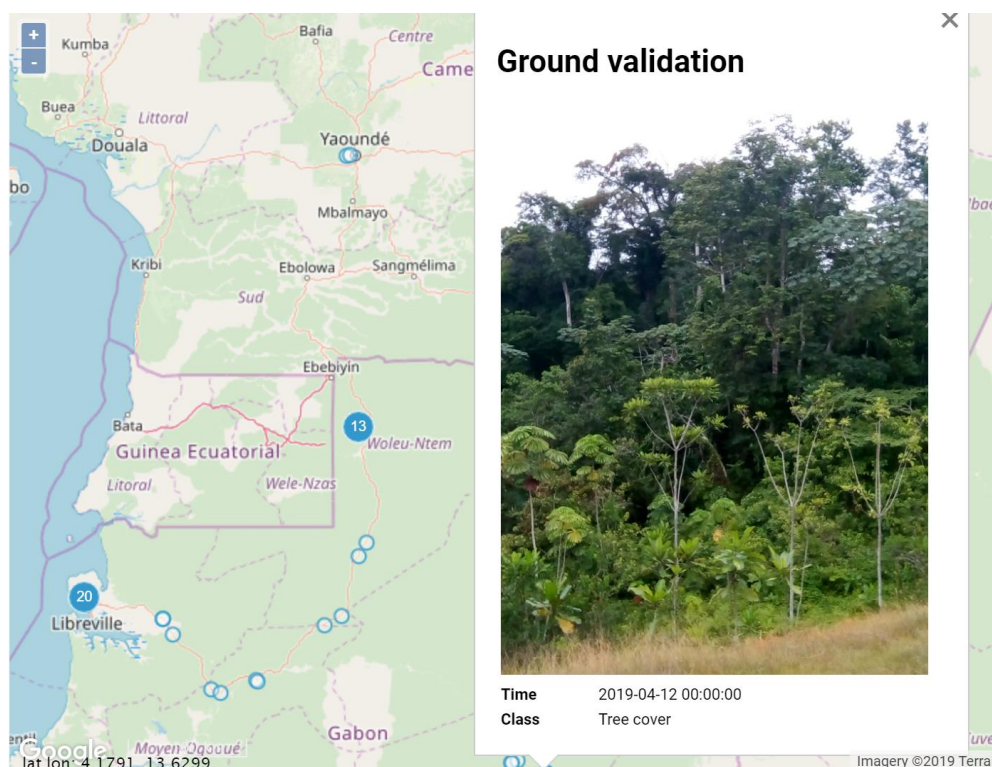 +
-
Kumba
Bafia
Centre
Came
Buea
Littoral
Douala
Yaoundé
bo
Mbalmayo
Kribi
Ebolowa
Sangmélima
Sud
Ebebiyin
Bata
13
Guinea Ecuatorial
Woleu-Ntem
Litoral
Wele-Nzas
20
Libreville
Gabon
Moyen-Ogooué
Google
lat lon: 4.1791, 13.6299
×
Ground validation
Time 2019-04-12 00:00:00
Class Tree cover
Imagery ©2019 Terra